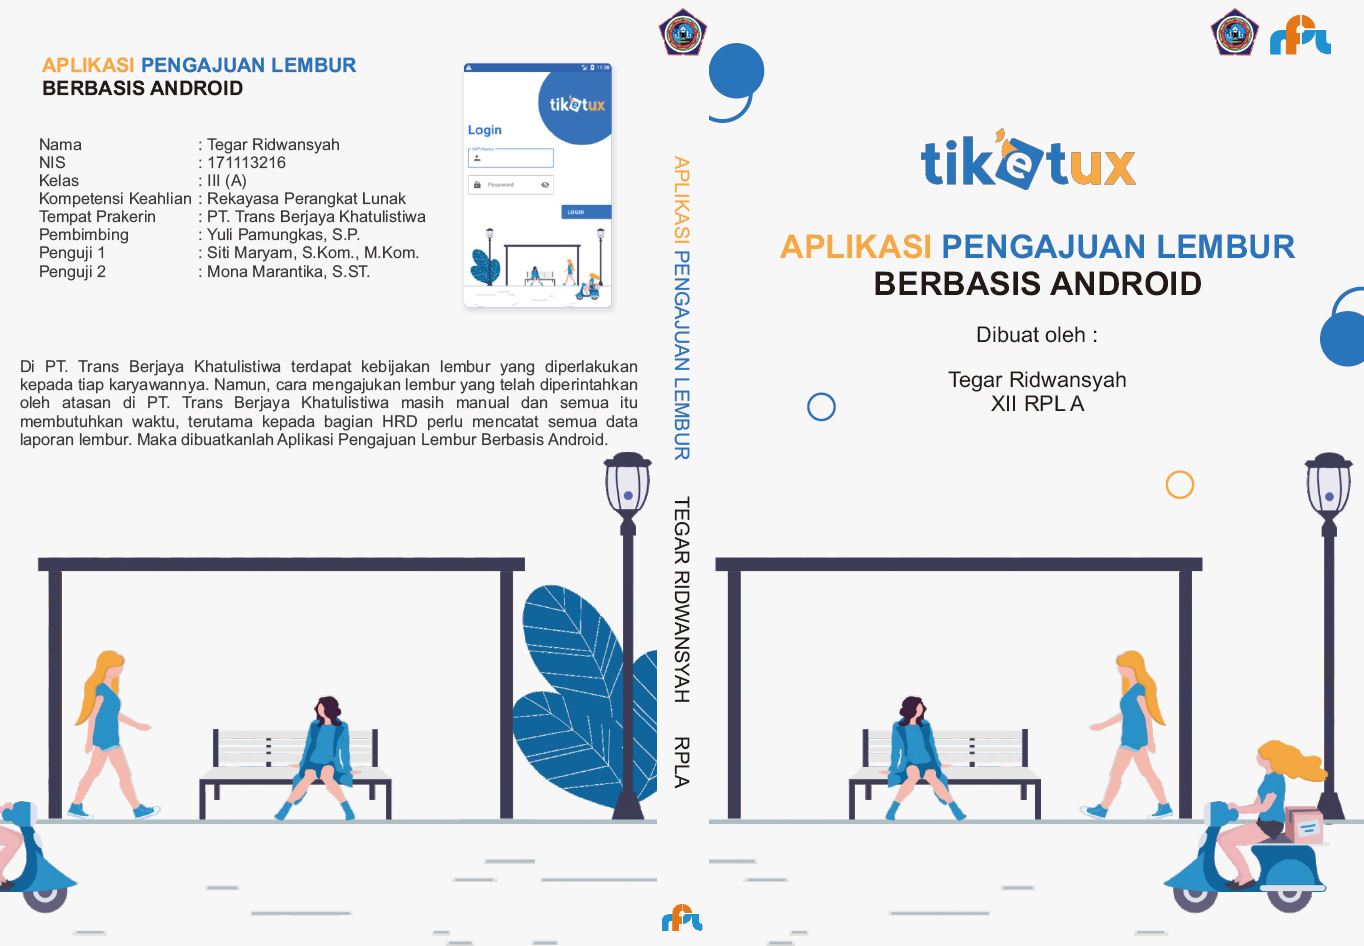 APLIKASI PENGAJUAN LEMBUR
BERBASIS ANDROID
Nama : Tegar Ridwansyah
NIS : 171113216
Kelas : III (A)
Kompetensi Keahlian : Rekayasa Perangkat Lunak
Tempat Prakerin : PT. Trans Berjaya Khatulistiwa
Pembimbing : Yuli Pamungkas, S.P.
Penguji 1 : Siti Maryam, S.Kom., M.Kom.
Penguji 2 : Mona Marantika, S.ST.
11:30
tiketux
Login
Password
LOGIN
Di PT. Trans Berjaya Khatulistiwa terdapat kebijakan lembur yang diperlakukan
kepada tiap karyawannya. Namun, cara mengajukan lembur yang telah diperintahkan
oleh atasan di PT. Trans Berjaya Khatulistiwa masih manual dan semua itu
membutuhkan waktu, terutama kepada bagian HRD perlu mencatat semua data
laporan lembur. Maka dibuatkanlah Aplikasi Pengajuan Lembur Berbasis Android.
APLIKASI PENGAJUAN LEMBUR TEGAR RIDWANSYAH RPLA
rpl
rpl
tiketux
APLIKASI PENGAJUAN LEMBUR
BERBASIS ANDROID
Dibuat oleh :
Tegar Ridwansyah
XII RPL A